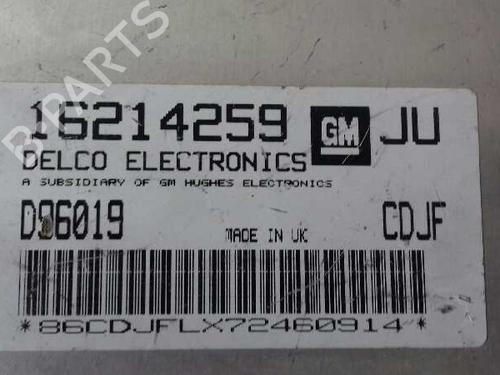 16214259 GM JU
DELCO ELECTRONICS
A SUBSIDIARY OF GM HUGHES ELECTRONICS
D96019 MADE IN UK CDJF
*86CDJFLX72460914*
B-PARTS